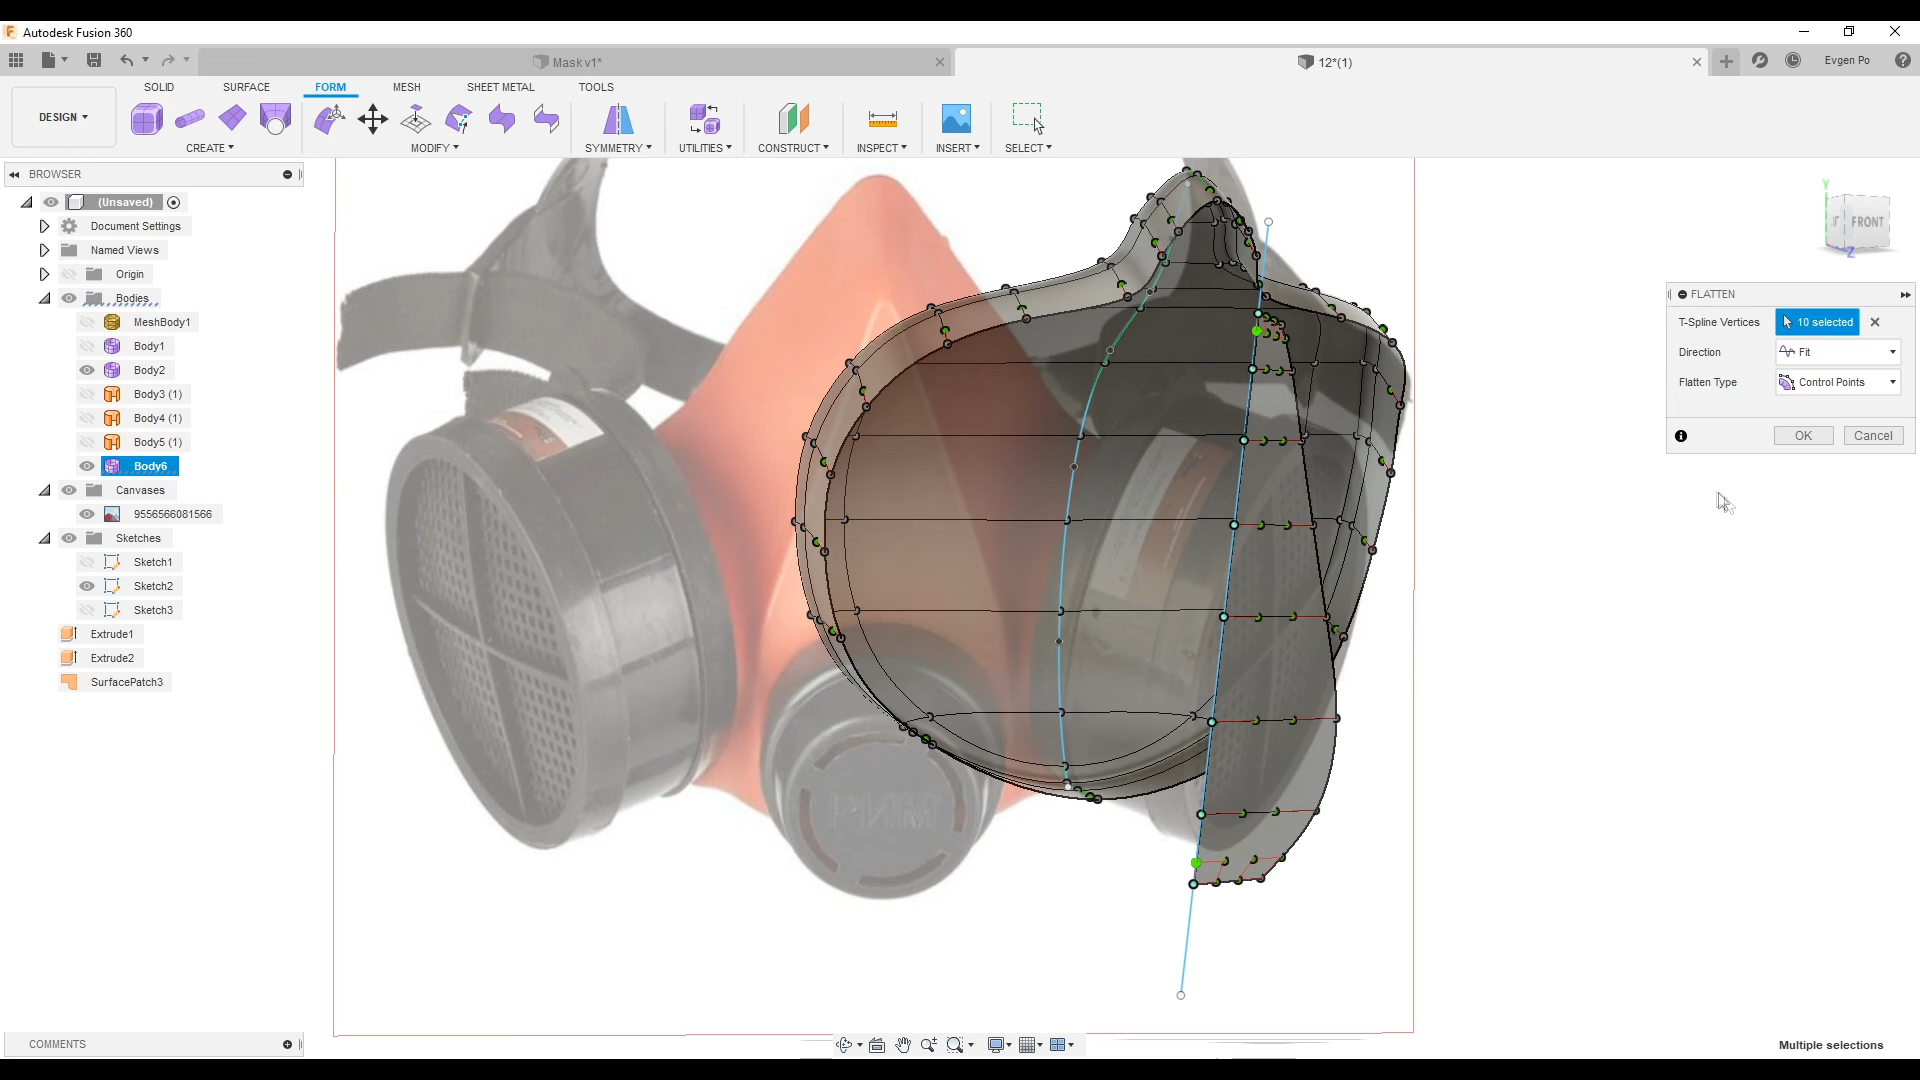 Autodesk Fusion 360
Mask v1*
12*(1)
Evgen Po
SOLID
SURFACE
FORM
MESH
SHEET METAL
TOOLS
DESIGN
CREATE
MODIFY
SYMMETRY
UTILITIES
CONSTRUCT
INSPECT
INSERT
SELECT
BROWSER
(Unsaved)
Document Settings
Named Views
Origin
Bodies
MeshBody1
Body1
Body2
Body3 (1)
Body4 (1)
Body5 (1)
Body6
Canvases
9556566081566
Sketches
Sketch1
Sketch2
Sketch3
Extrude1
Extrude2
SurfacePatch3
Y
FRONT
Z
FLATTEN
T-Spline Vertices
10 selected
Direction
Fit
Flatten Type
Control Points
OK
Cancel
COMMENTS
Multiple selections